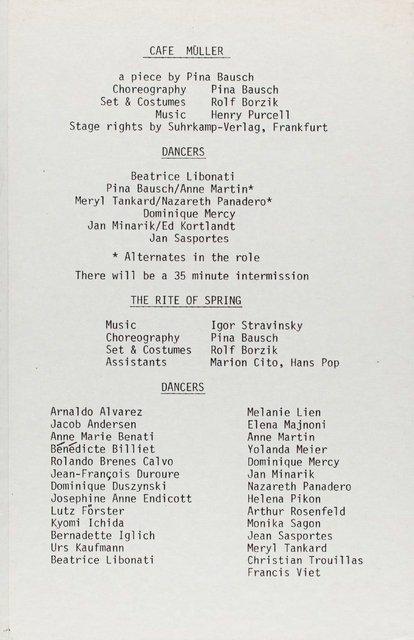 CAFE MÜLLER
a piece by Pina Bausch
Choreography Pina Bausch
Set & Costumes Rolf Borzik
Music Henry Purcell
Stage rights by Suhrkamp-Verlag, Frankfurt
DANCERS
Beatrice Libonati
Pina Bausch/Anne Martin*
Meryl Tankard/Nazareth Panadero*
Dominique Mercy
Jan Minarik/Ed Kortlandt
Jan Sasportes
* Alternates in the role
There will be a 35 minute intermission
THE RITE OF SPRING
Music Igor Stravinsky
Choreography Pina Bausch
Set & Costumes Rolf Borzik
Assistants Marion Cito, Hans Pop
DANCERS
Arnaldo Alvarez
Jacob Andersen
Anne Marie Benati
Bénédicte Billiet
Rolando Brenes Calvo
Jean-François Duroure
Dominique Duszynski
Josephine Anne Endicott
Lutz Förster
Kyomi Ichida
Bernadette Iglich
Urs Kaufmann
Beatrice Libonati
Melanie Lien
Elena Majnoni
Anne Martin
Yolanda Meier
Dominique Mercy
Jan Minarik
Nazareth Panadero
Helena Pikon
Arthur Rosenfeld
Monika Sagon
Jean Sasportes
Meryl Tankard
Christian Trouillas
Francis Viet